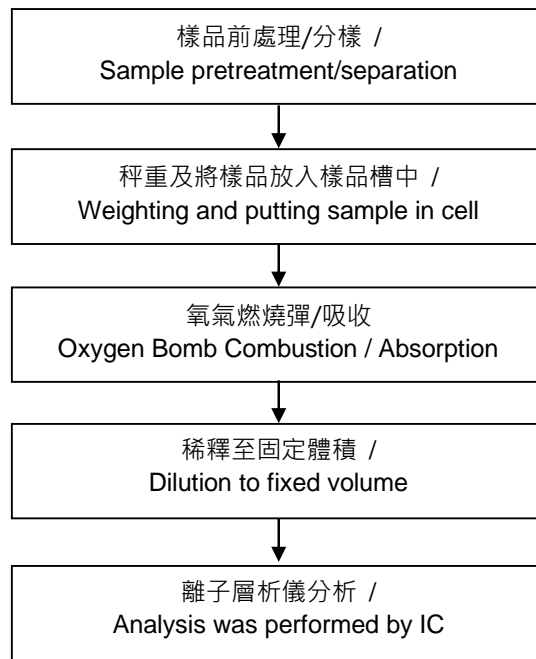 樣品前處理/分樣 /
Sample pretreatment/separation
秤重及將樣品放入樣品槽中 /
Weighting and putting sample in cell
氧氣燃燒彈/吸收
Oxygen Bomb Combustion / Absorption
稀釋至固定體積 /
Dilution to fixed volume
離子層析儀分析 /
Analysis was performed by IC